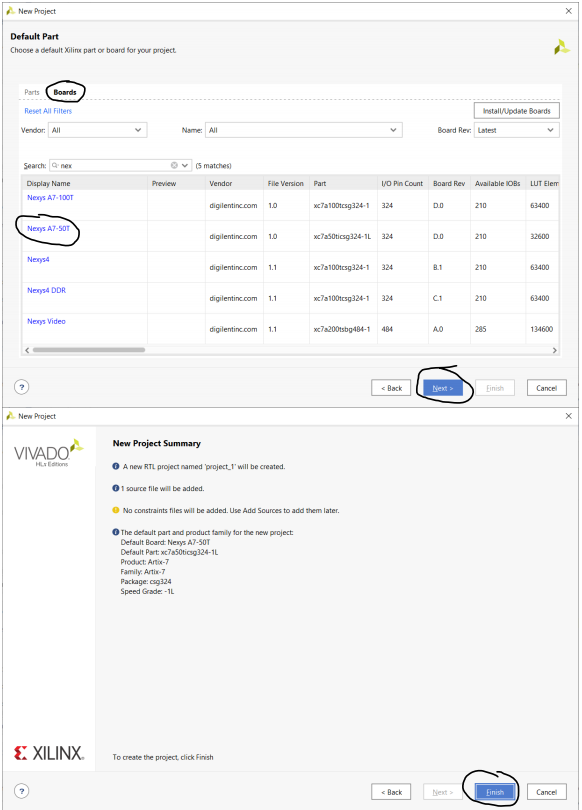 New Project
Default Part
Choose a default Xilinx part or board for your project.
Parts Boards
Reset All Filters Install/Update Boards
Vendor: All Name: All Board Rev: Latest
Search: nex (5 matches)
Display Name Preview Vendor File Version Part I/O Pin Count Board Rev Available IOBs LUT Elem
Nexys A7-100T digilentinc.com 1.0 xc7a100tcsg324-1 324 D.0 210 63400
Nexys A7-50T digilentinc.com 1.0 xc7a50ticsg324-1L 324 D.0 210 32600
Nexys4 digilentinc.com 1.1 xc7a100tcsg324-1 324 B.1 210 63400
Nexys4 DDR digilentinc.com 1.1 xc7a100tcsg324-1 324 C.1 210 63400
Nexys Video digilentinc.com 1.1 xc7a200tsbg484-1 484 A.0 285 134600
? < Back Next > Finish Cancel
New Project
VIVADO
HLx Editions
New Project Summary
A new RTL project named 'project_1' will be created.
1 source file will be added.
No constraints files will be added. Use Add Sources to add them later.
The default part and product family for the new project:
Default Board: Nexys A7-50T
Default Part: xc7a50ticsg324-1L
Product: Artix-7
Family: Artix-7
Package: csg324
Speed Grade: -1L
XILINX
To create the project, click Finish
? < Back Next > Finish Cancel